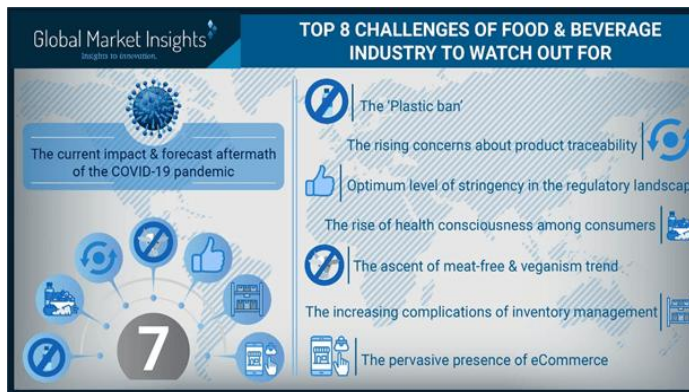 Global Market Insights
Insights to innovation.
TOP 8 CHALLENGES OF FOOD & BEVERAGE
INDUSTRY TO WATCH OUT FOR
The current impact & forecast aftermath
of the COVID-19 pandemic
7
The 'Plastic ban'
The rising concerns about product traceability
Optimum level of stringency in the regulatory landscap
The rise of health consciousness among consumers
The ascent of meat-free & veganism trend
The increasing complications of inventory management
The pervasive presence of eCommerce